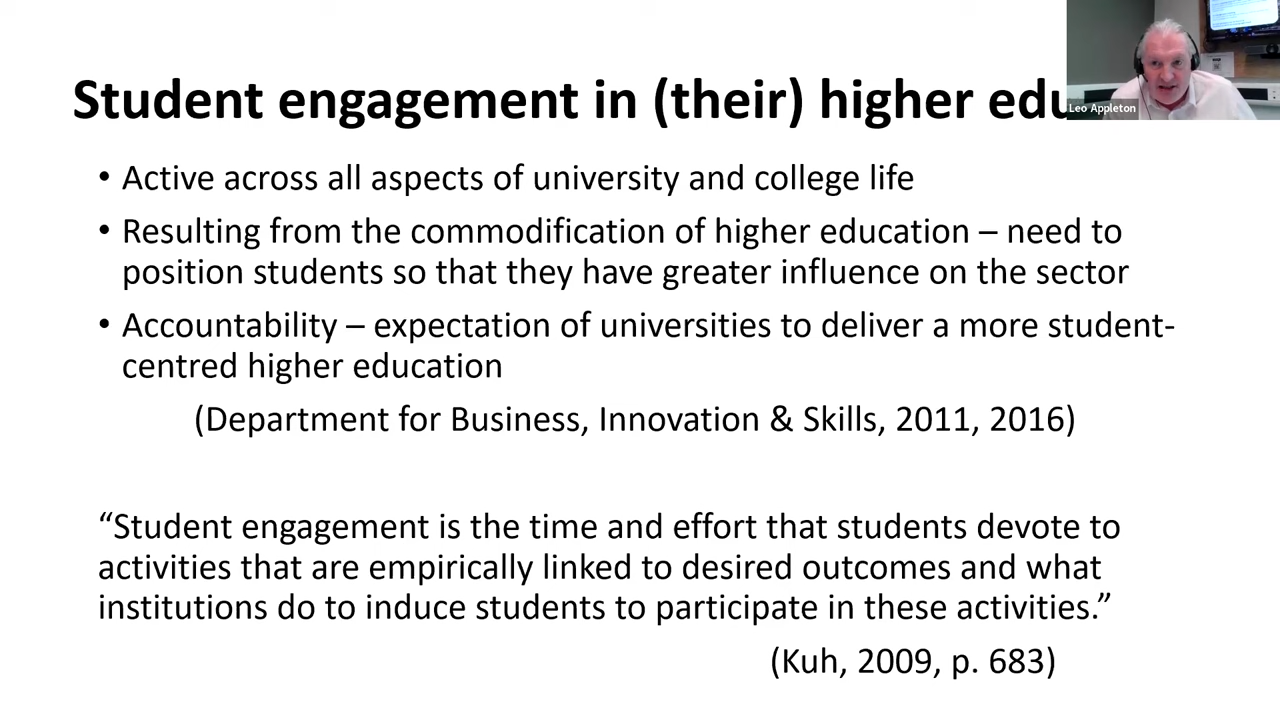 Student engagement in (their) higher edu
Leo Appleton
• Active across all aspects of university and college life
• Resulting from the commodification of higher education – need to
position students so that they have greater influence on the sector
• Accountability – expectation of universities to deliver a more student-
centred higher education
(Department for Business, Innovation & Skills, 2011, 2016)
“Student engagement is the time and effort that students devote to
activities that are empirically linked to desired outcomes and what
institutions do to induce students to participate in these activities.”
(Kuh, 2009, p. 683)